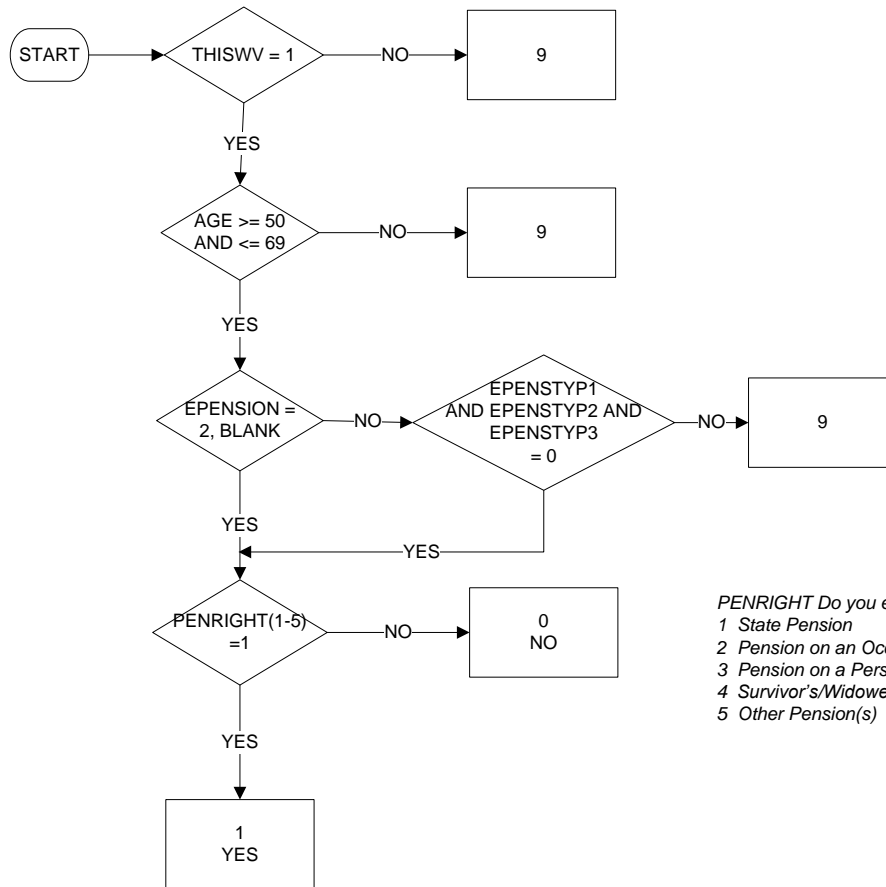 START
THISWV = 1
NO
9
YES
AGE >= 50
AND <= 69
NO
9
YES
EPENSION =
2, BLANK
NO
EPENSTYP1
AND EPENSTYP2 AND
EPENSTYP3
= 0
NO
9
YES
YES
PENRIGHT(1-5)
=1
NO
0
NO
YES
1
YES
PENRIGHT Do you
1 State Pension
2 Pension on an
3 Pension on a
4
5 Other Pension(s)